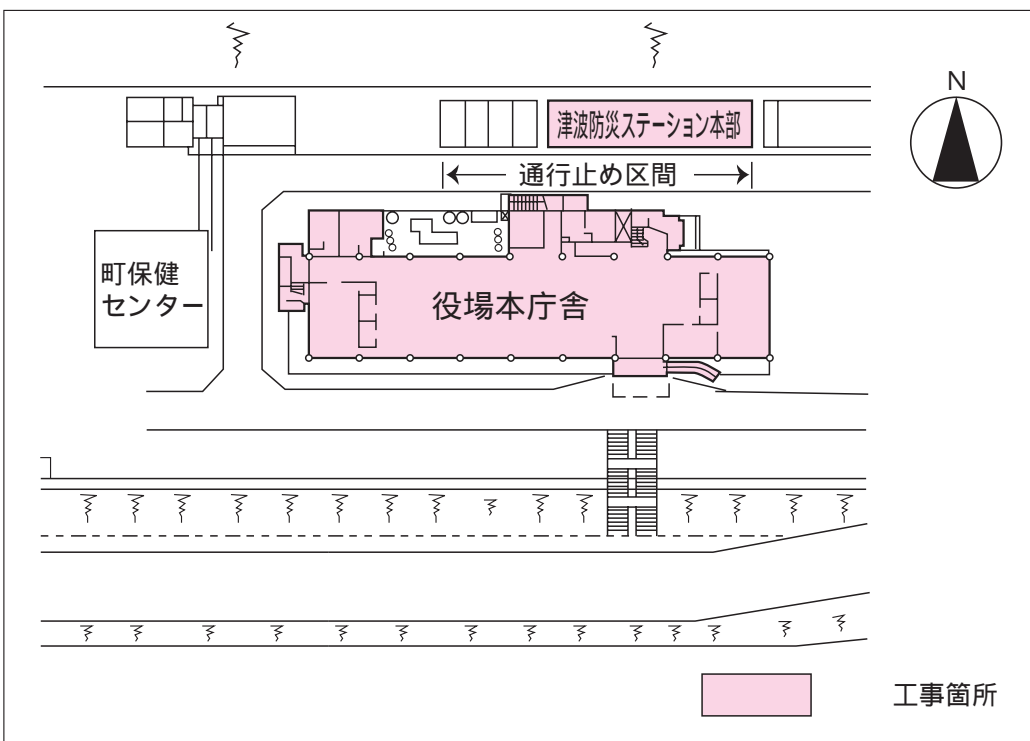 N
津波防災ステーション本部
通行止め区間
町保健
センター
役場本庁舎
工事箇所